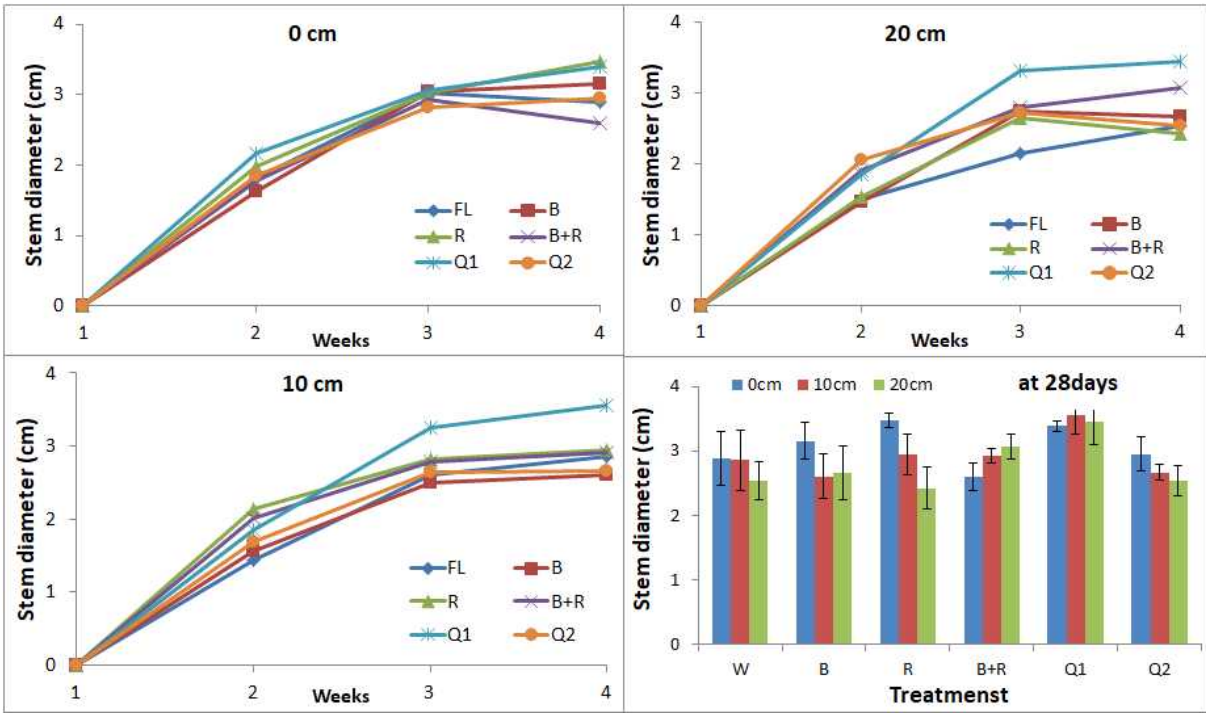 0 cm
Stem diameter (cm)
4
3
2
1
0
FL B
R B+R
Q1 Q2
1 2 3 4
Weeks
20 cm
Stem diameter (cm)
4
3
2
1
0
FL B
R B+R
Q1 Q2
1 2 3 4
Weeks
10 cm
Stem diameter (cm)
4
3
2
1
0
FL B
R B+R
Q1 Q2
1 2 3 4
Weeks
0cm 10cm 20cm at 28days
Stem diameter (cm)
4
3
2
1
0
W B R B+R Q1 Q2
Treatmenst